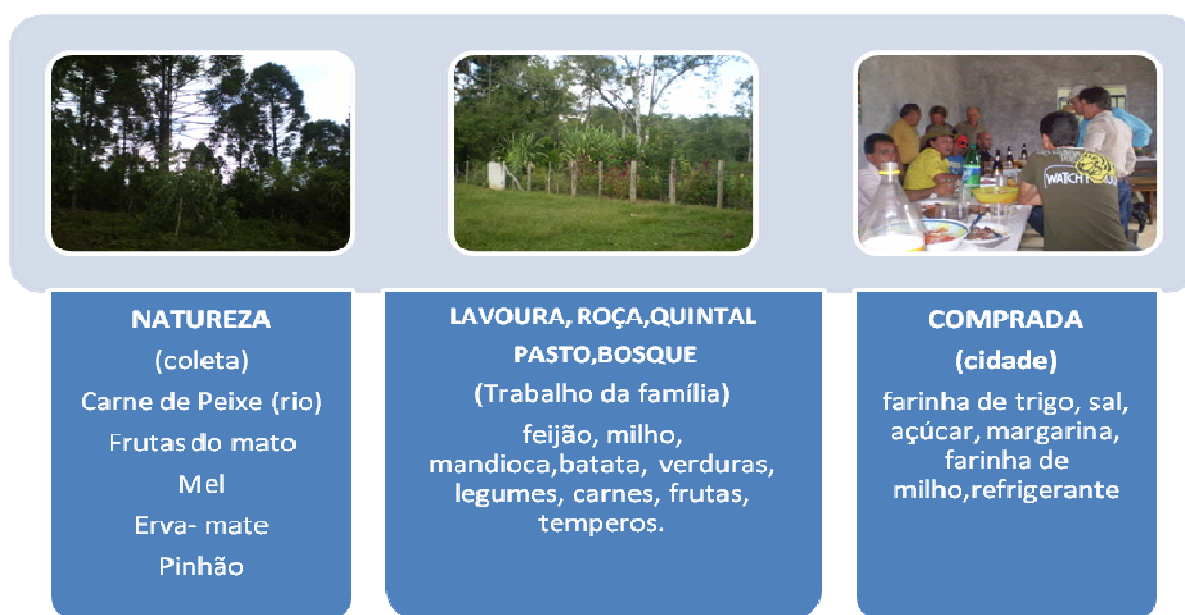 WATCH
NATUREZA
(coleta)
Carne de Peixe (rio)
Frutas do mato
Mel
Erva- mate
Pinhão
LAVOURA, ROÇA,QUINTAL
PASTO,BOSQUE
(Trabalho da família)
feijão, milho,
mandioca,batata, verduras,
legumes, carnes, frutas,
temperos.
COMPRADA
(cidade)
farinha de trigo, sal,
açúcar, margarina,
farinha de
milho,refrigerante